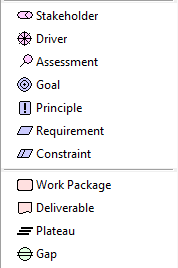 Stakeholder
Driver
Assessment
Goal
Principle
Requirement
Constraint
Work Package
Deliverable
Plateau
Gap